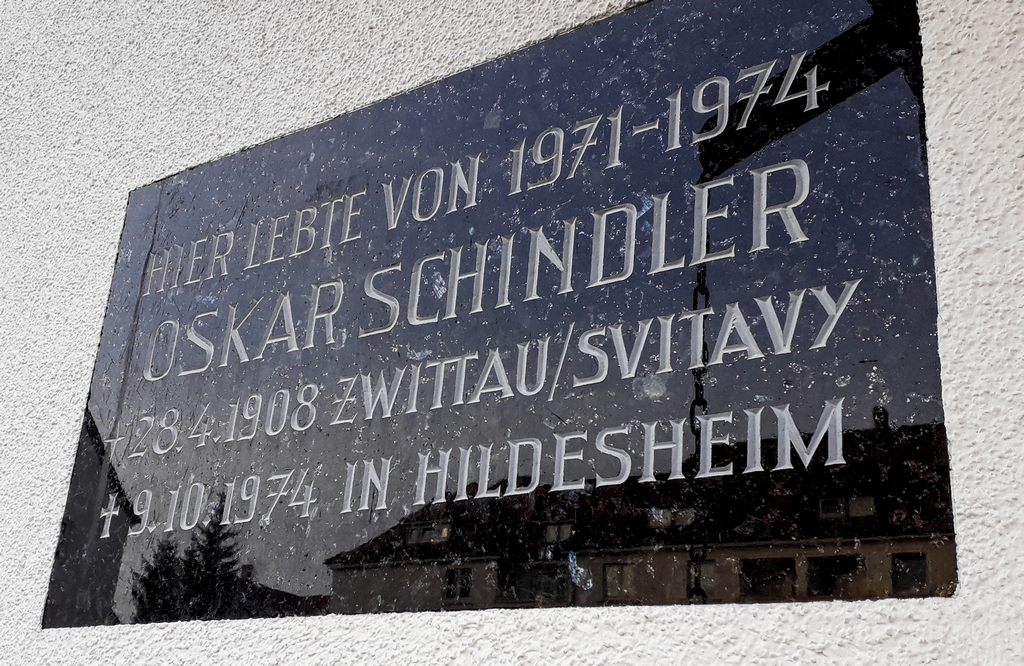 HIER LEBTE VON 1971-1974
OSKAR SCHINDLER
* 28.4.1908 ZWITTAU/SVITAVY
† 9.10.1974 IN HILDESHEIM